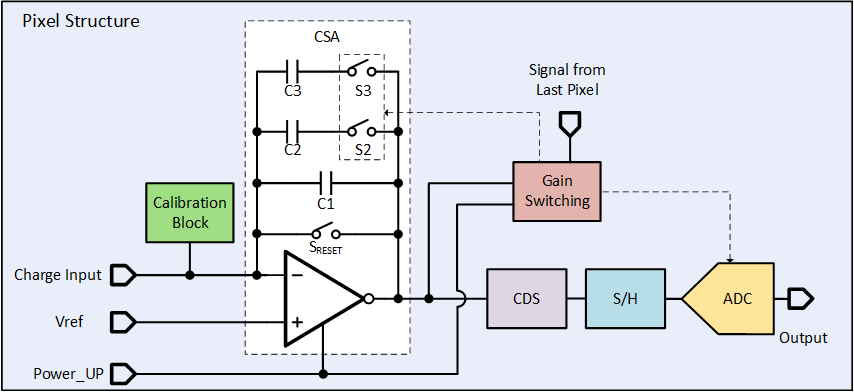 Pixel Structure
CSA
C3
S3
Signal from
Last Pixel
C2
S2
Gain
Switching
C1
Calibration
Block
SRESET
Charge Input
Vref
CDS
S/H
ADC
Output
Power_UP